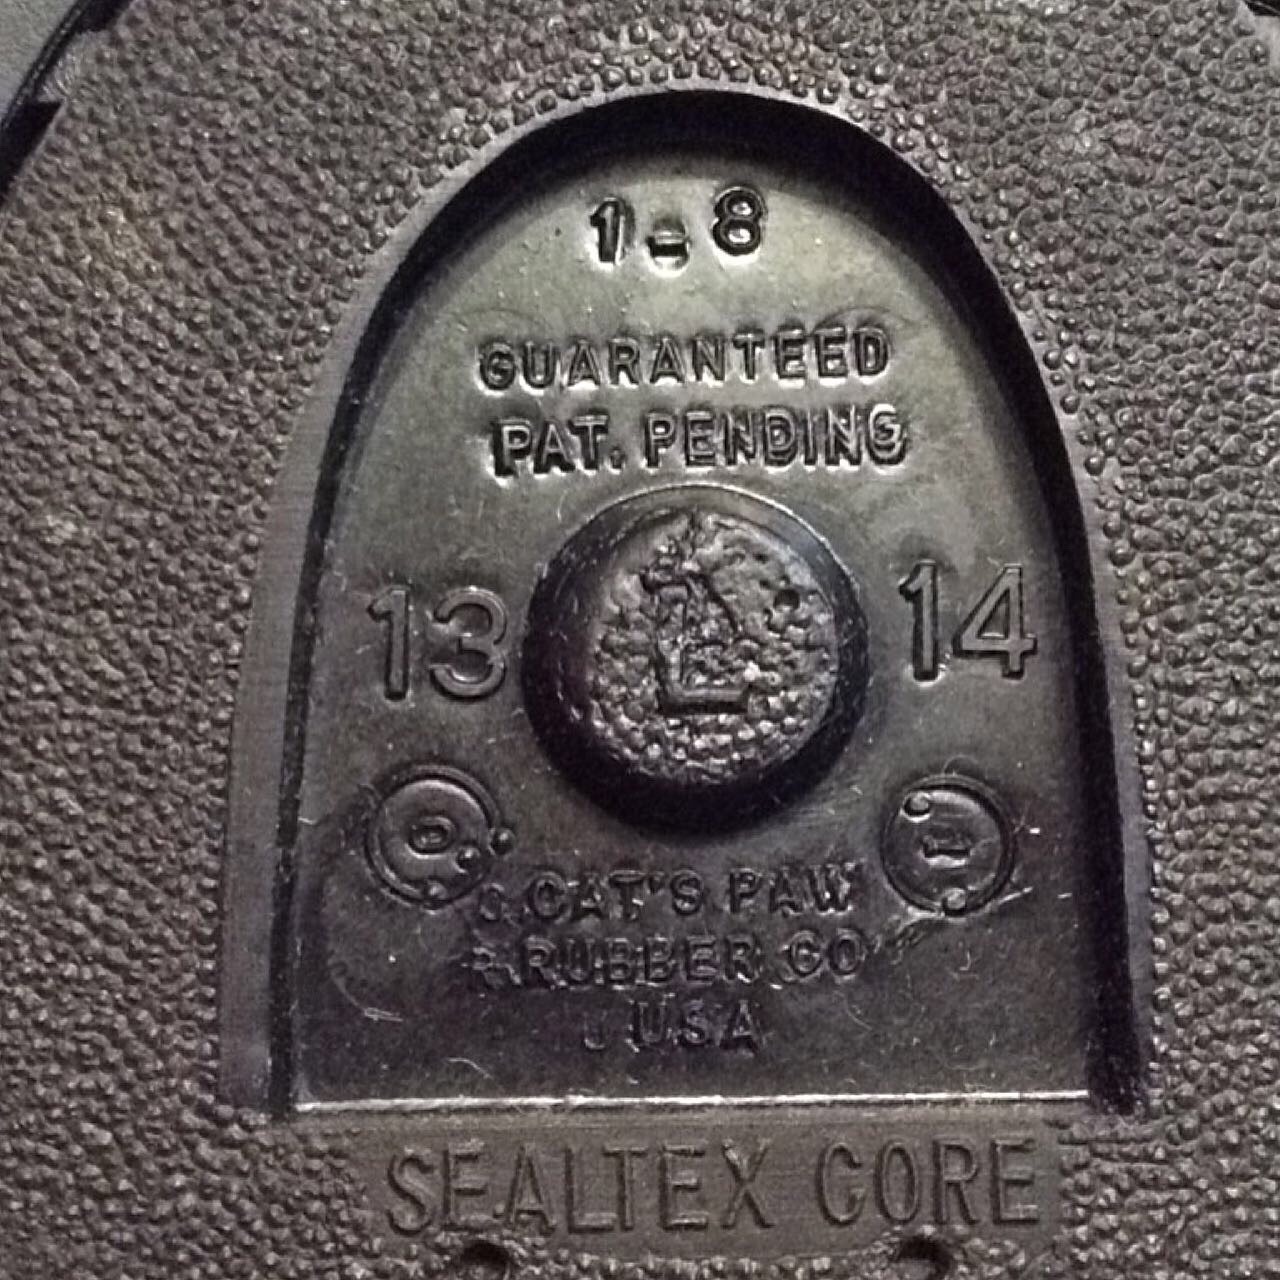 1-8
GUARANTEED
PAT. PENDING
13 14
CAT'S PAW
RUBBER CO
USA
SEALTEX CORE